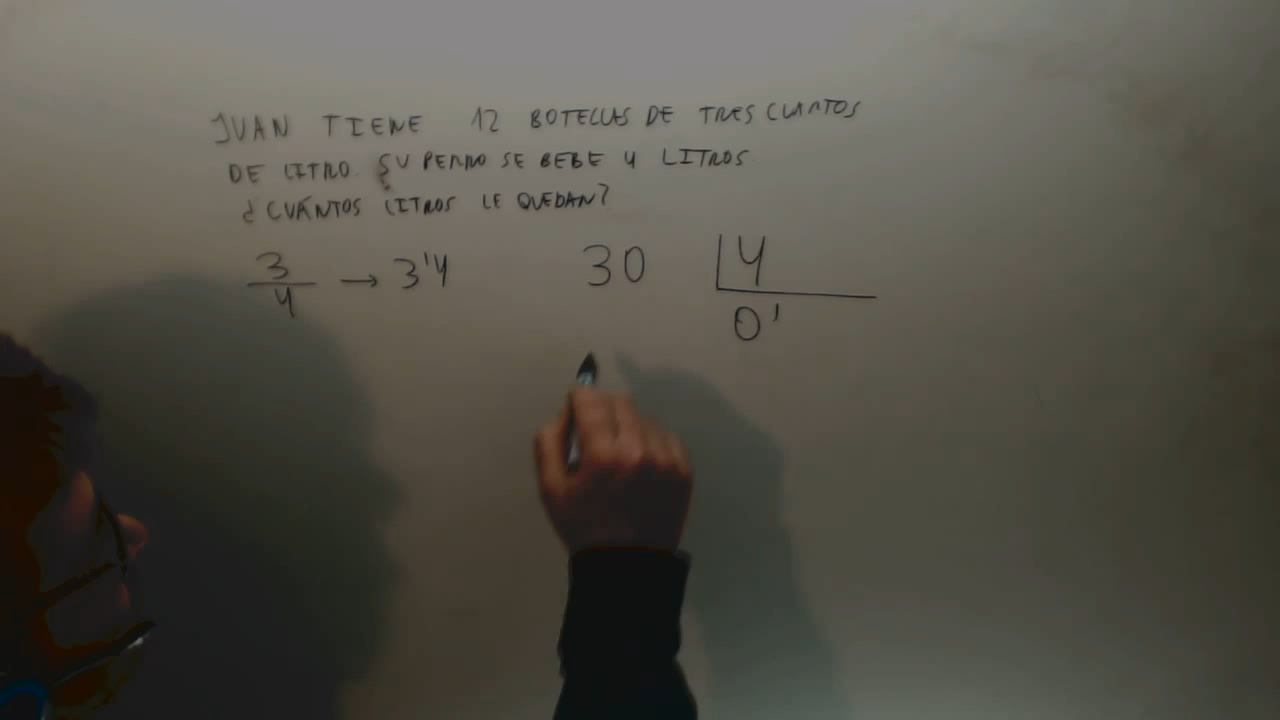 JUAN TIENE 12 BOTELLAS DE TRES CUARTOS
DE LITRO. SU PERRO SE BEBE 4 LITROS
¿CUÁNTOS LITROS LE QUEDAN?
3/4 → 3'4
30 4
0'